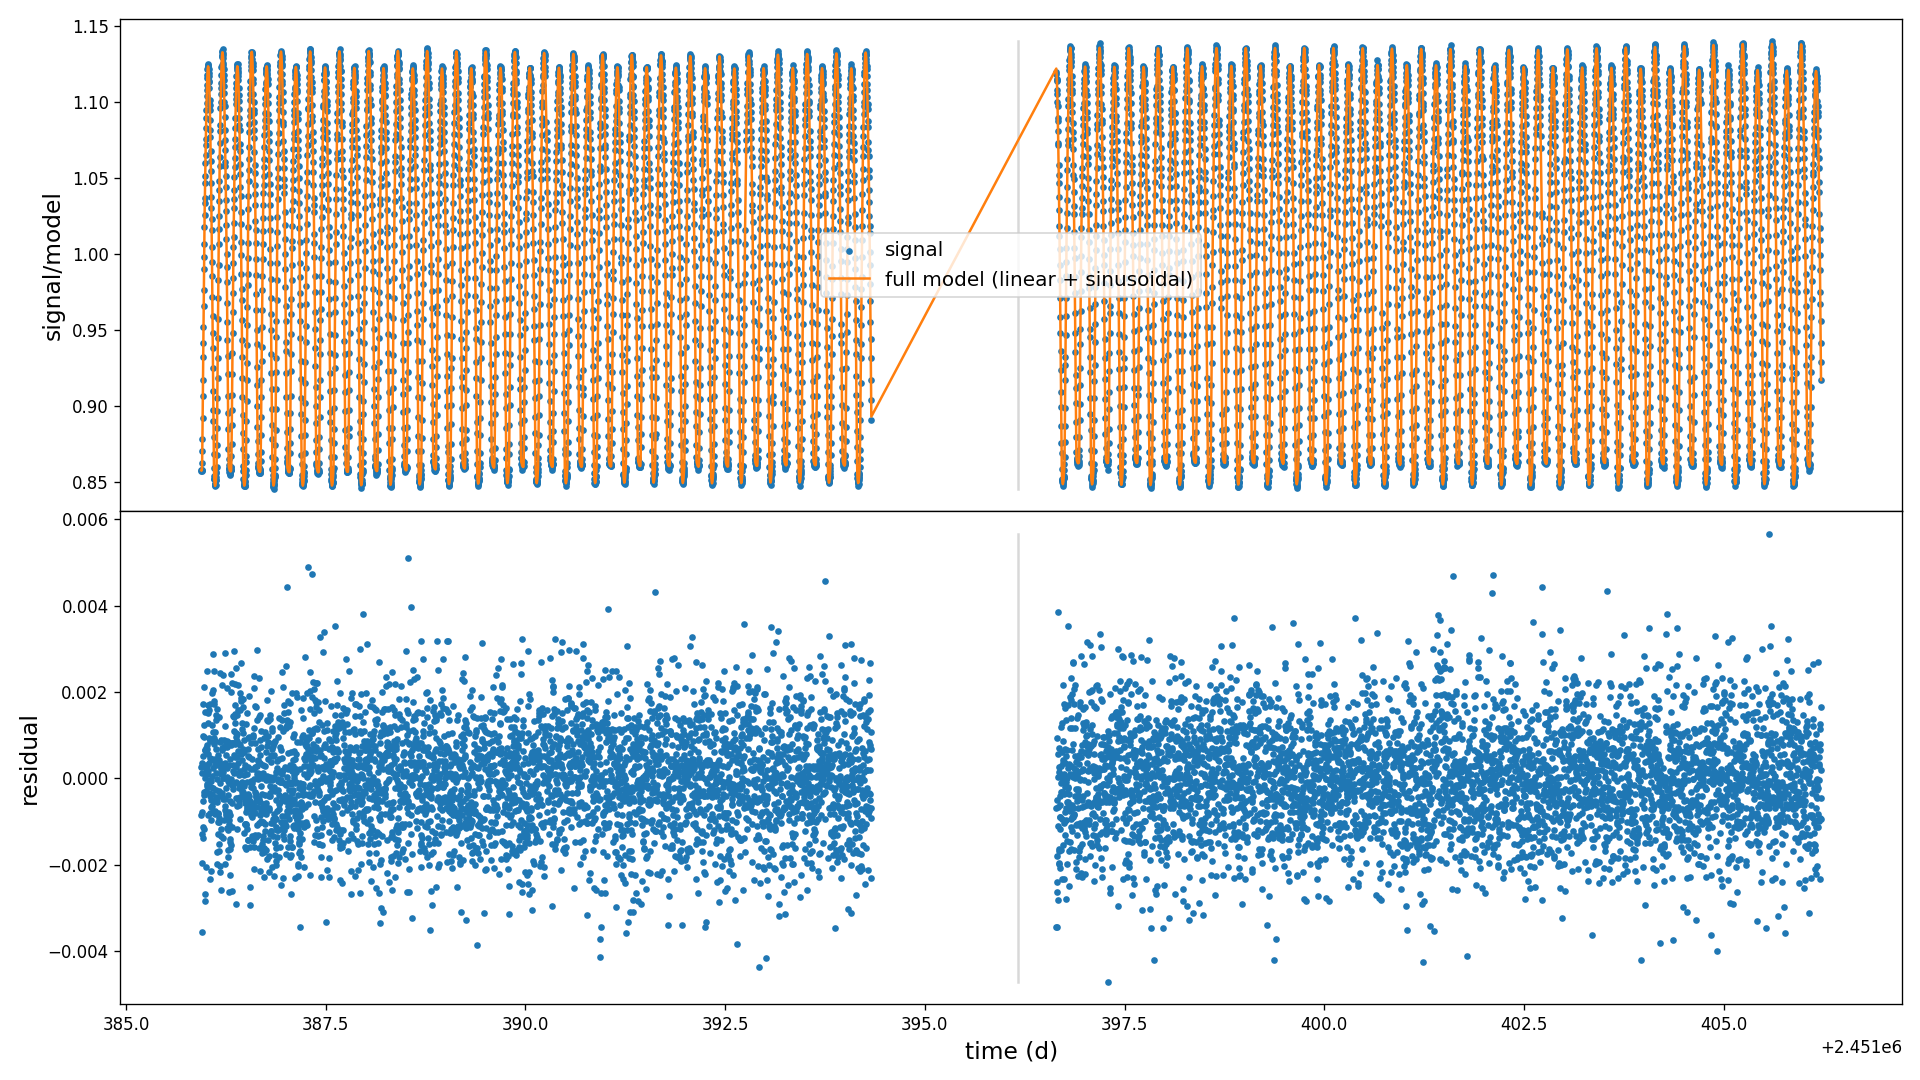 1.15
1.10
1.05
1.00
0.95
0.90
0.85
signal/model
signal
full model (linear + sinusoidal)
0.006
0.004
0.002
0.000
−0.002
−0.004
residual
385.0 387.5 390.0 392.5 395.0 397.5 400.0 402.5 405.0
time (d)
+2.451e6